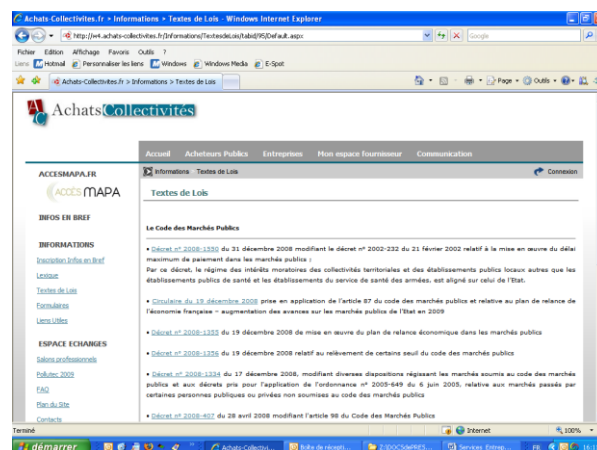 Achats-Collectivites.fr > Informations > Textes de Lois - Windows Internet Explorer
http://w4.achats-collectivites.fr/Informations/TextesdeLois/tabid/95/Default.aspx
Google
Fichier Edition Affichage Favoris Outils ?
Liens Hotmail Personnaliser les liens Windows Windows Media E-Spot
Achats-Collectivites.fr > Informations > Textes de Lois
Page Outils
AchatsCollectivités
Accueil Acheteurs Publics Entreprises Mon espace fournisseur Communication
Informations Textes de Lois Connexion
ACCESMAPA.FR
ACCÈS MAPA
Textes de Lois
INFOS EN BREF
Le Code des Marchés Publics
INFORMATIONS
Inscription Infos en Bref
Lexique
Textes de Lois
Formulaires
Liens Utiles
ESPACE ECHANGES
Salons professionnels
Pollutec 2009
FAQ
Plan du Site
Contacts
• Décret n° 2008-1550 du 31 décembre 2008 modifiant le décret n° 2002-232 du 21 février 2002 relatif à la mise en œuvre du délai
maximum de paiement dans les marchés publics :
Par ce décret, le régime des intérêts moratoires des collectivités territoriales et des établissements publics locaux autres que les
établissements publics de santé et les établissements du service de santé des armées, est aligné sur celui de l'Etat.
• Circulaire du 19 décembre 2008 prise en application de l'article 87 du code des marchés publics et relative au plan de relance de
l'économie française – augmentation des avances sur les marchés publics de l'Etat en 2009
• Décret n° 2008-1355 du 19 décembre 2008 de mise en œuvre du plan de relance économique dans les marchés publics
• Décret n° 2008-1356 du 19 décembre 2008 relatif au relèvement de certains seuil du code des marchés publics
• Décret n° 2008-1334 du 17 décembre 2008, modifiant diverses dispositions régissant les marchés soumis au code des marchés
publics et aux décrets pris pour l'application de l'ordonnance n° 2005-649 du 6 juin 2005, relative aux marchés passés par
certaines personnes publiques ou privées non soumises au code des marchés publics
• Décret n° 2008-407 du 28 avril 2008 modifiant l'article 98 du Code des Marchés Publics
Terminé Internet 100%
démarrer Achats-Collectivi... Boîte de récepti... Z:\DOCSdePRES... Services Entrep... FR